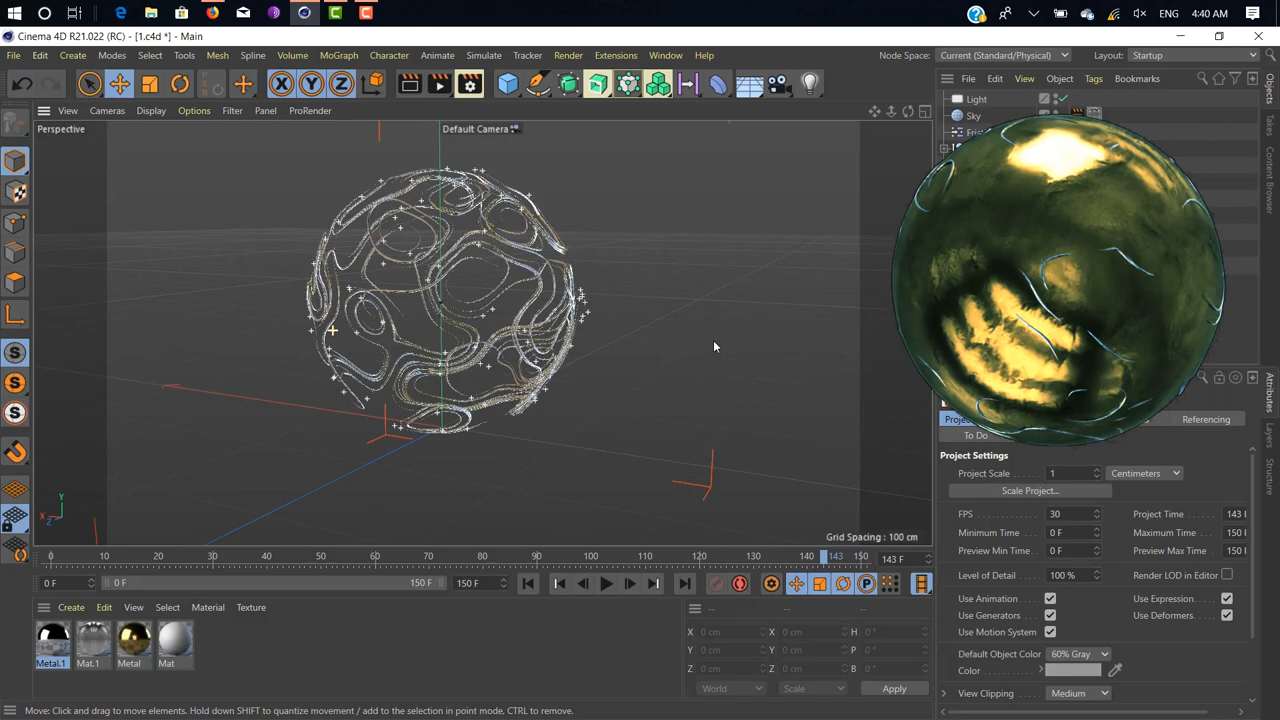 ENG 4:40 AM
Cinema 4D R21.022 (RC) - [1.c4d *] - Main
File Edit Create Modes Select Tools Mesh Spline Volume MoGraph Character Animate Simulate Tracker Render Extensions Window Help Node Space: Current (Standard/Physical) Layout: Startup
X Y Z
File Edit View Object Tags Bookmarks
Objects
Takes
Content Browser
Attributes
Layers
Structure
View Cameras Display Options Filter Panel ProRender
Perspective
Default Camera
Light
Sky
Y
X
Z
Grid Spacing : 100 cm
Referencing
To Do
Project Settings
Project Scale 1 Centimeters
Scale Project...
FPS 30 Project Time 143
Minimum Time 0 F Maximum Time 150
Preview Min Time 0 F Preview Max Time 150
Level of Detail 100 % Render LOD in Editor
Use Animation Use Expression
Use Generators Use Deformers
Use Motion System
Default Object Color 60% Gray
Color
View Clipping Medium
0 10 20 30 40 50 60 70 80 90 100 110 120 130 140 143 150
143 F
0 F 0 F 150 F 150 F
P
Create Edit View Select Material Texture
Metal.1 Mat.1 Metal Mat
-- -- --
X 0 cm X 0 cm H 0 °
Y 0 cm Y 0 cm P 0 °
Z 0 cm Z 0 cm B 0 °
World Scale Apply
Move: Click and drag to move elements. Hold down SHIFT to quantize movement / add to the selection in point mode, CTRL to remove.